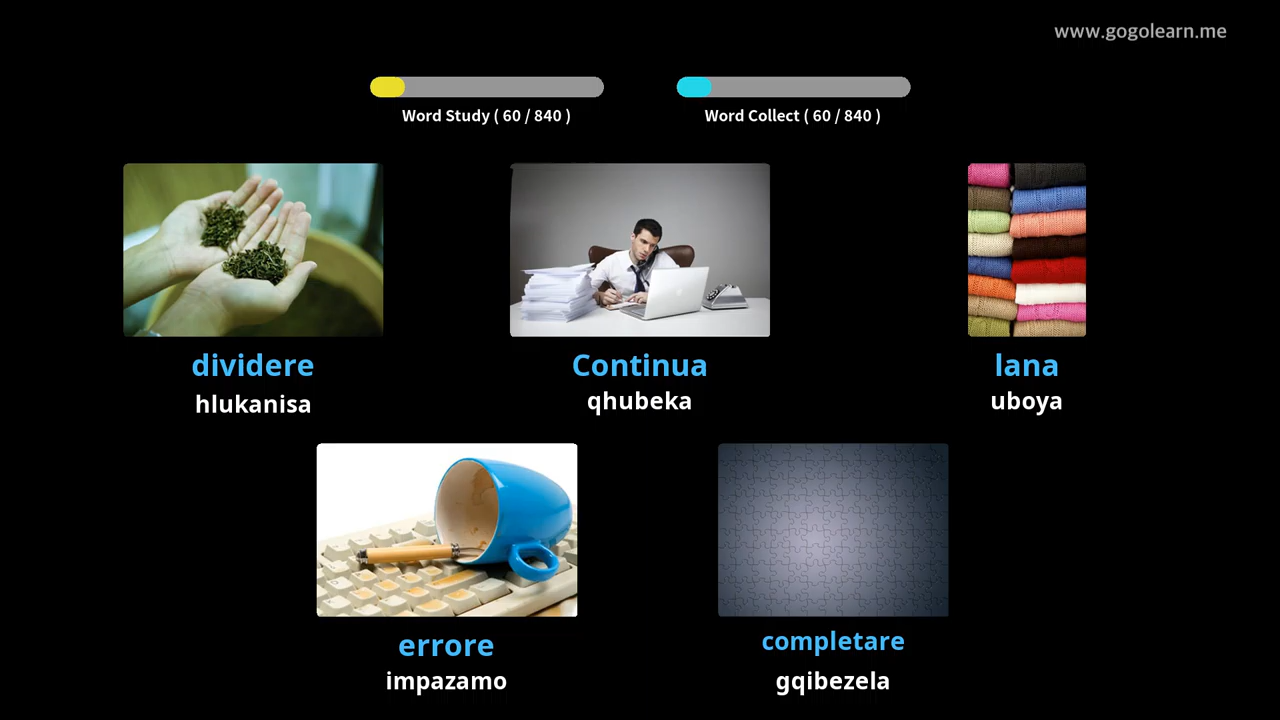 www.gogolearn.me
Word Study ( 60 / 840 )
Word Collect ( 60 / 840 )
dividere
hlukanisa
Continua
qhubeka
lana
uboya
errore
impazamo
completare
gqibezela